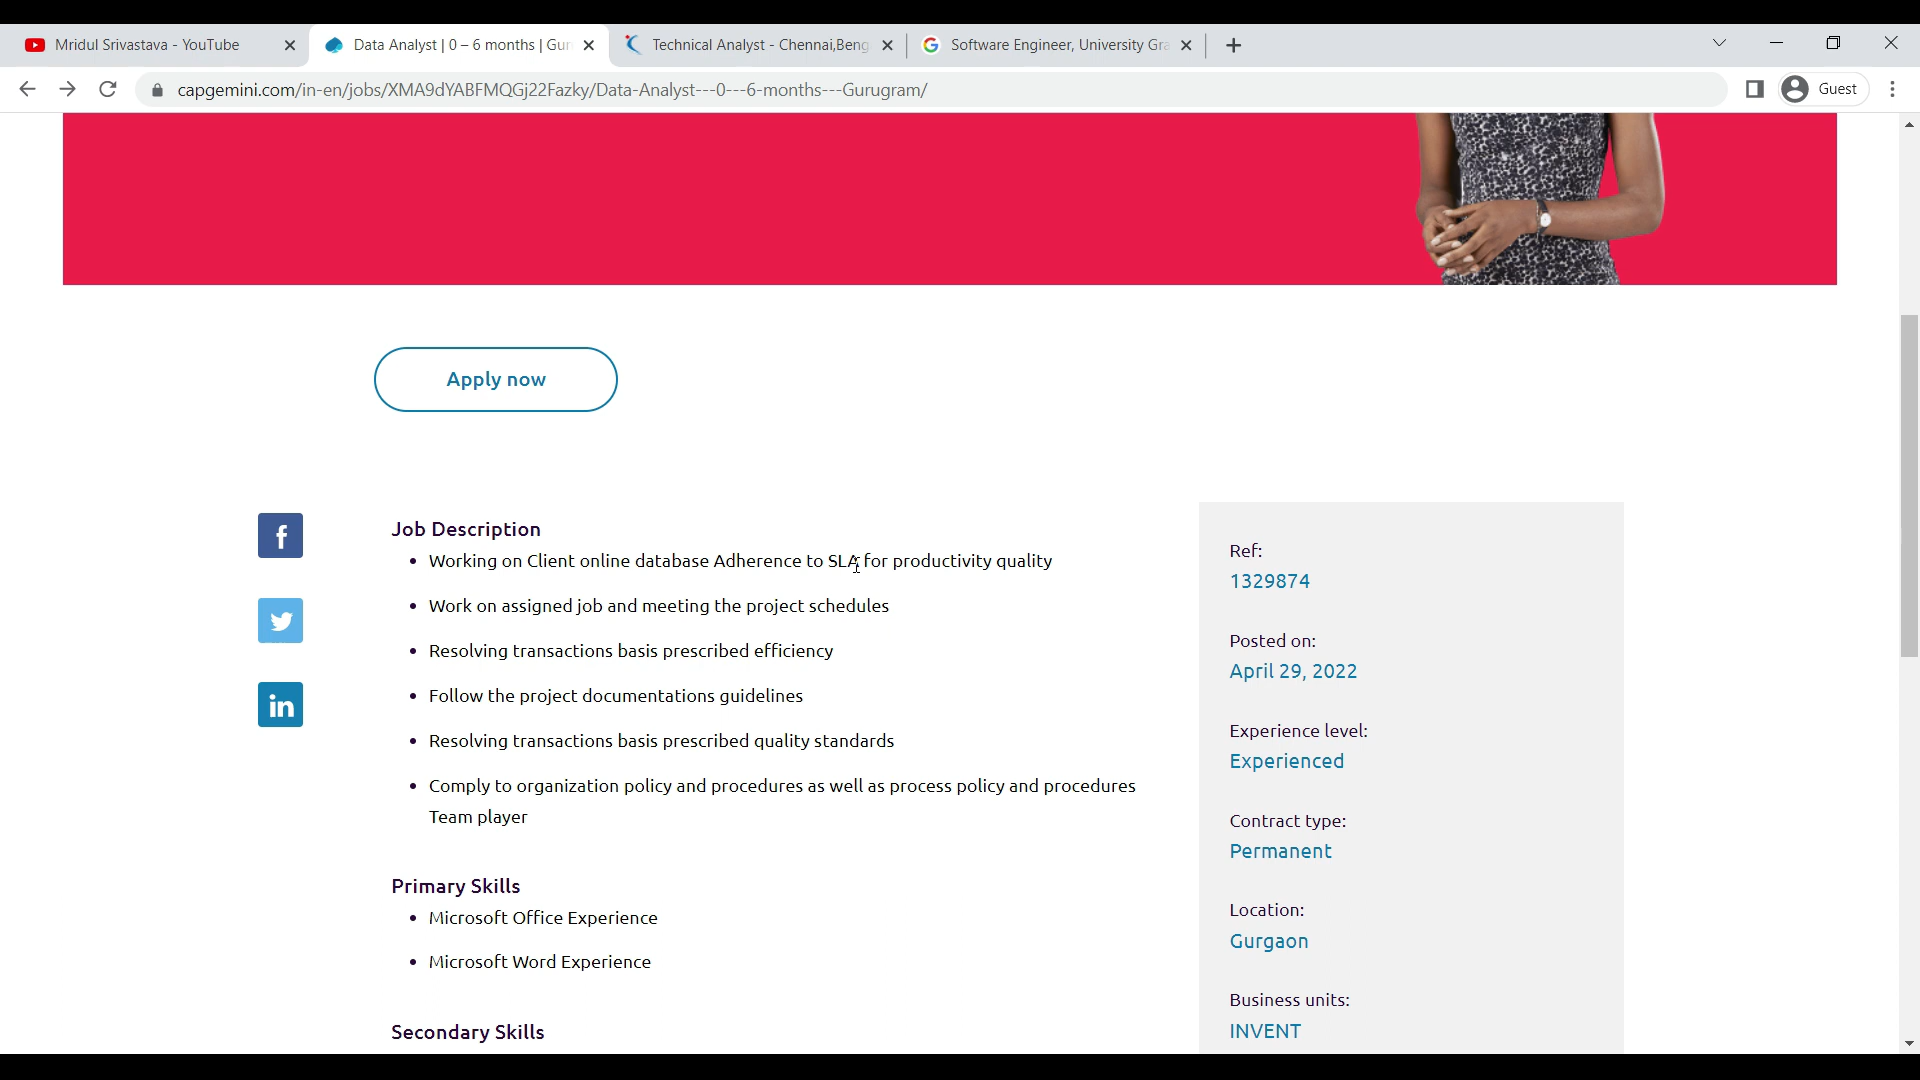 Mridul Srivastava - YouTube
Data Analyst | 0 – 6 months | Gur
Technical Analyst - Chennai,Beng
Software Engineer, University Gra
capgemini.com/in-en/jobs/XMA9dYABFMQGj22Fazky/Data-Analyst---0---6-months---Gurugram/
Guest
Apply now
f
in
Job Description
• Working on Client online database Adherence to SLA for productivity quality
• Work on assigned job and meeting the project schedules
• Resolving transactions basis prescribed efficiency
• Follow the project documentations guidelines
• Resolving transactions basis prescribed quality standards
• Comply to organization policy and procedures as well as process policy and procedures
Team player
Primary Skills
• Microsoft Office Experience
• Microsoft Word Experience
Secondary Skills
Ref:
1329874
Posted on:
April 29, 2022
Experience level:
Experienced
Contract type:
Permanent
Location:
Gurgaon
Business units:
INVENT